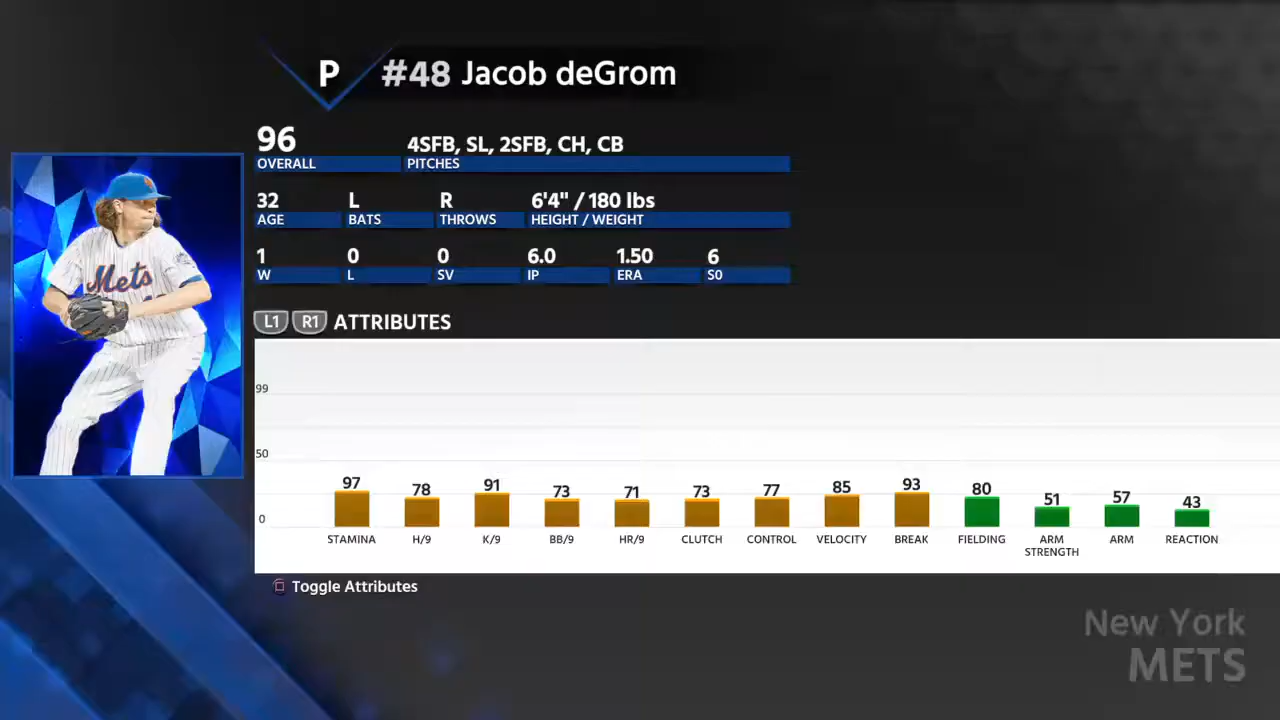 P #48 Jacob deGrom
96 4SFB, SL, 2SFB, CH, CB
OVERALL PITCHES
32 L R 6'4" / 180 lbs
AGE BATS THROWS HEIGHT / WEIGHT
1 0 0 6.0 1.50 6
W L SV IP ERA SO
L1 R1 ATTRIBUTES
99
50
0
97 78 91 73 71 73 77 85 93 80 51 57 43
STAMINA H/9 K/9 BB/9 HR/9 CLUTCH CONTROL VELOCITY BREAK FIELDING ARM STRENGTH ARM REACTION
Toggle Attributes
Mets
New York
METS